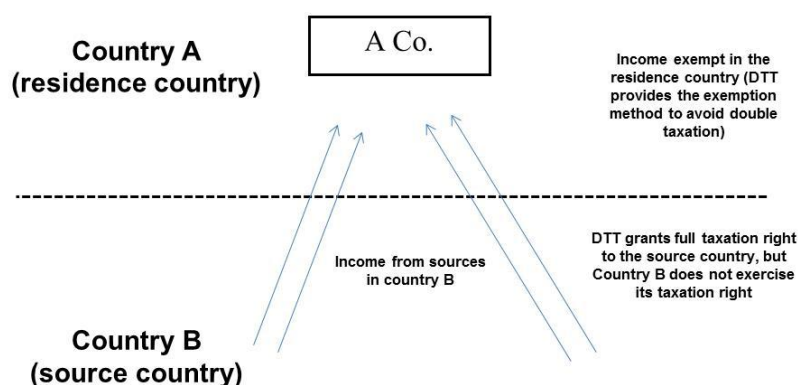 A Co.
Country A
(residence country)
Income exempt in the
residence country (DTT
provides the exemption
method to avoid double
taxation)
Income from sources
in country B
DTT grants full taxation right
to the source country, but
Country B does not exercise
its taxation right
Country B
(source country)